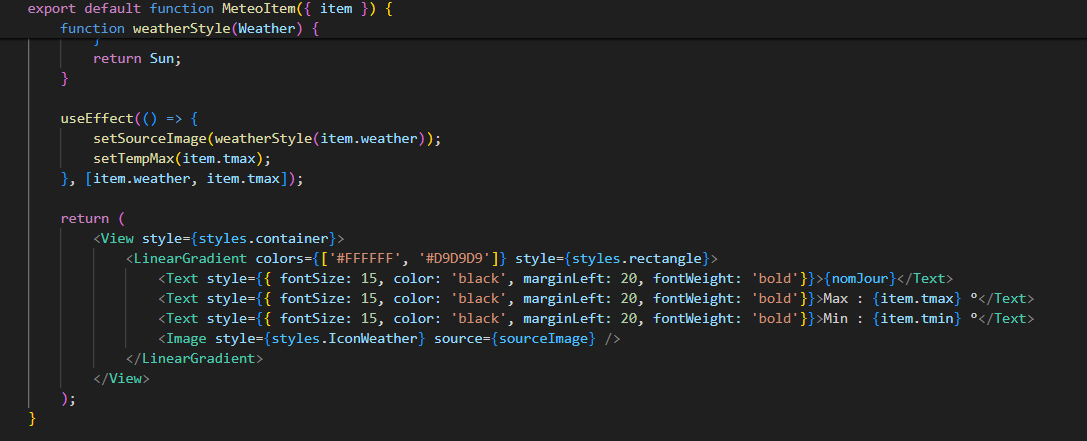 export default function MeteoItem({ item }) {
    function weatherStyle(Weather) {
        }
        return Sun;
    }
    useEffect(() => {
        setSourceImage(weatherStyle(item.weather));
        setTempMax(item.tmax);
    }, [item.weather, item.tmax]);
    return (
        <View style={styles.container}>
            <LinearGradient colors={['#FFFFFF', '#D9D9D9']} style={styles.rectangle}>
                <Text style={{ fontSize: 15, color: 'black', marginLeft: 20, fontWeight: 'bold'}}>{nomJour}</Text>
                <Text style={{ fontSize: 15, color: 'black', marginLeft: 20, fontWeight: 'bold'}}>Max : {item.tmax} º</Text>
                <Text style={{ fontSize: 15, color: 'black', marginLeft: 20, fontWeight: 'bold'}}>Min : {item.tmin} º</Text>
                <Image style={styles.IconWeather} source={sourceImage} />
            </LinearGradient>
        </View>
    );
}